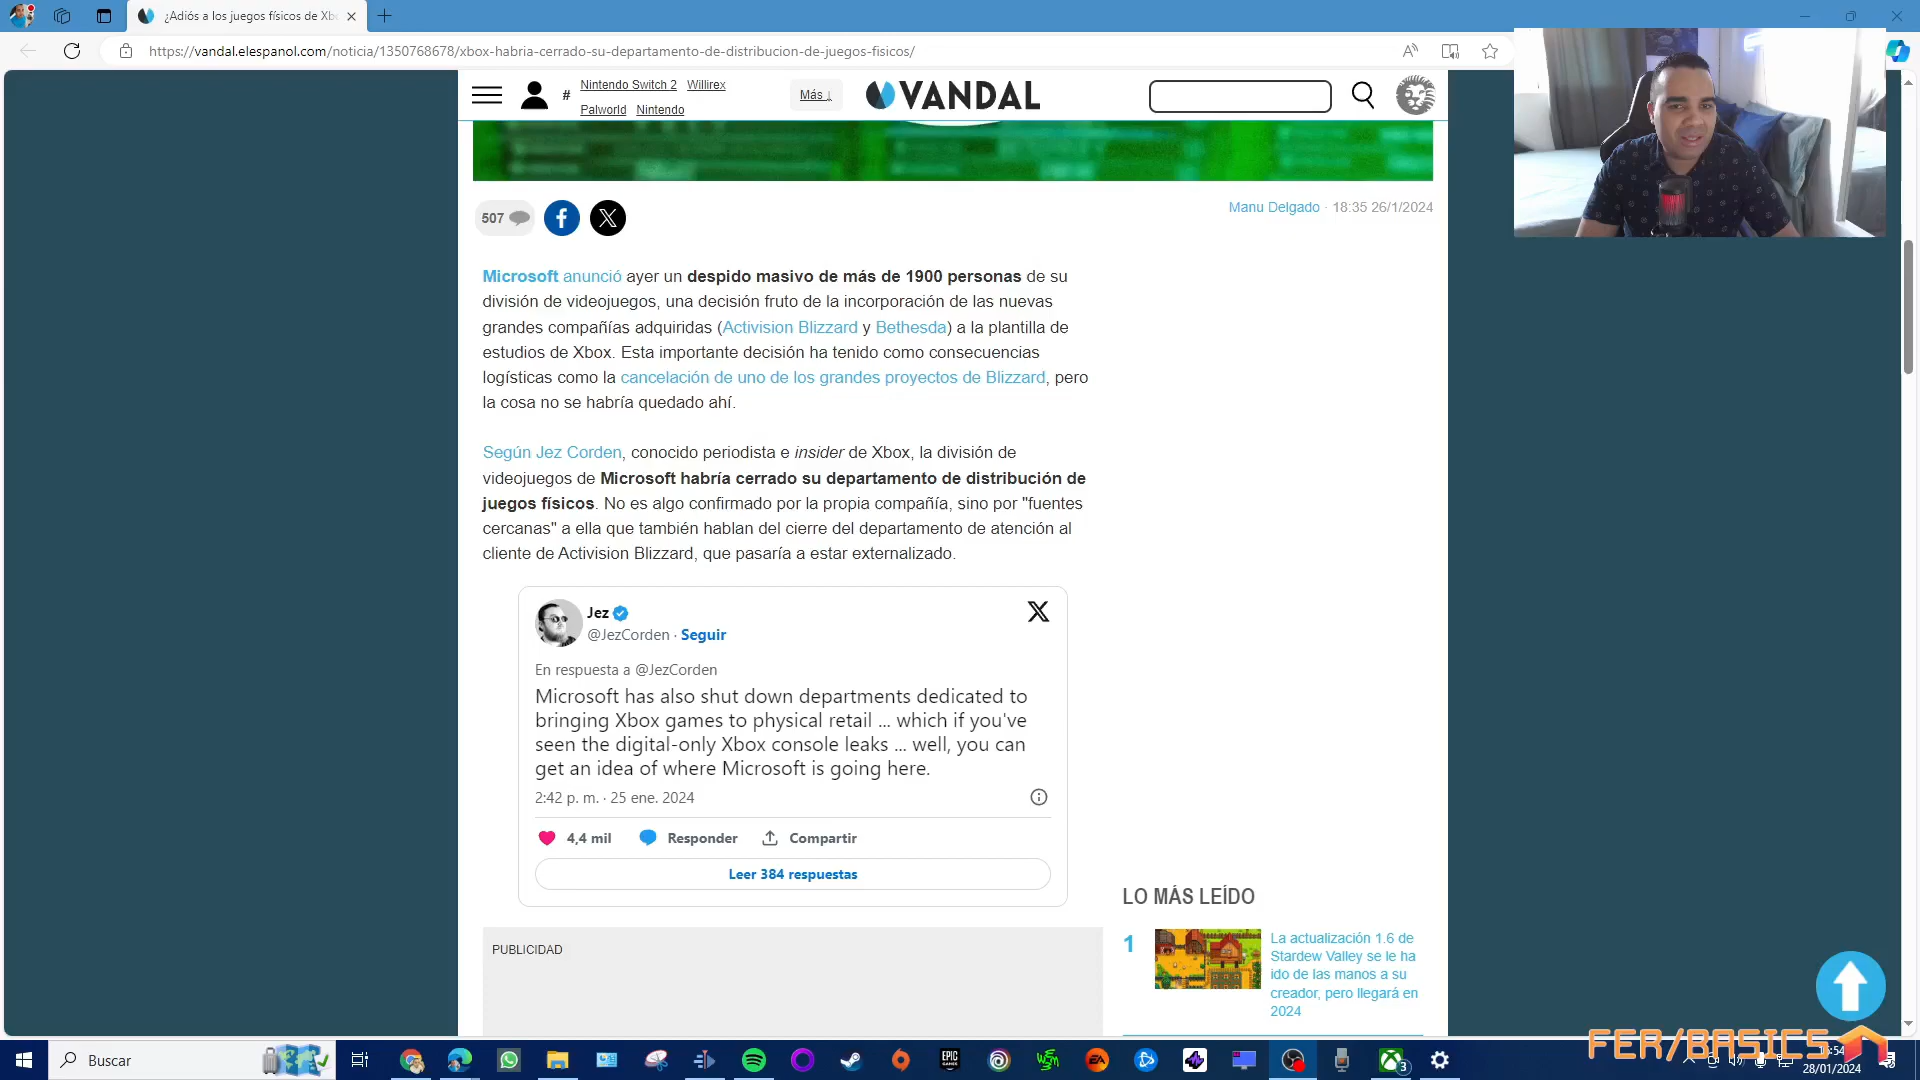 ¿Adiós a los juegos físicos de Xb
https://vandal.elespanol.com/noticia/1350768678/xbox-habria-cerrado-su-departamento-de-distribucion-de-juegos-fisicos/
# Nintendo Switch 2 Willirex
Palworld Nintendo
Más ↓
VANDAL
507
Manu Delgado · 18:35 26/1/2024
Microsoft anunció ayer un despido masivo de más de 1900 personas de su
división de videojuegos, una decisión fruto de la incorporación de las nuevas
grandes compañías adquiridas (Activision Blizzard y Bethesda) a la plantilla de
estudios de Xbox. Esta importante decisión ha tenido como consecuencias
logísticas como la cancelación de uno de los grandes proyectos de Blizzard, pero
la cosa no se habría quedado ahí.
Según Jez Corden, conocido periodista e insider de Xbox, la división de
videojuegos de Microsoft habría cerrado su departamento de distribución de
juegos físicos. No es algo confirmado por la propia compañía, sino por "fuentes
cercanas" a ella que también hablan del cierre del departamento de atención al
cliente de Activision Blizzard, que pasaría a estar externalizado.
Jez
@JezCorden · Seguir
En respuesta a @JezCorden
Microsoft has also shut down departments dedicated to
bringing Xbox games to physical retail ... which if you've
seen the digital-only Xbox console leaks ... well, you can
get an idea of where Microsoft is going here.
2:42 p. m. · 25 ene. 2024
4,4 mil Responder Compartir
Leer 384 respuestas
PUBLICIDAD
LO MÁS LEÍDO
1
La actualización 1.6 de
Stardew Valley se le ha
ido de las manos a su
creador, pero llegará en
2024
FER/BASICS
Buscar
EPIC GAMES
EA
3
28/01/2024